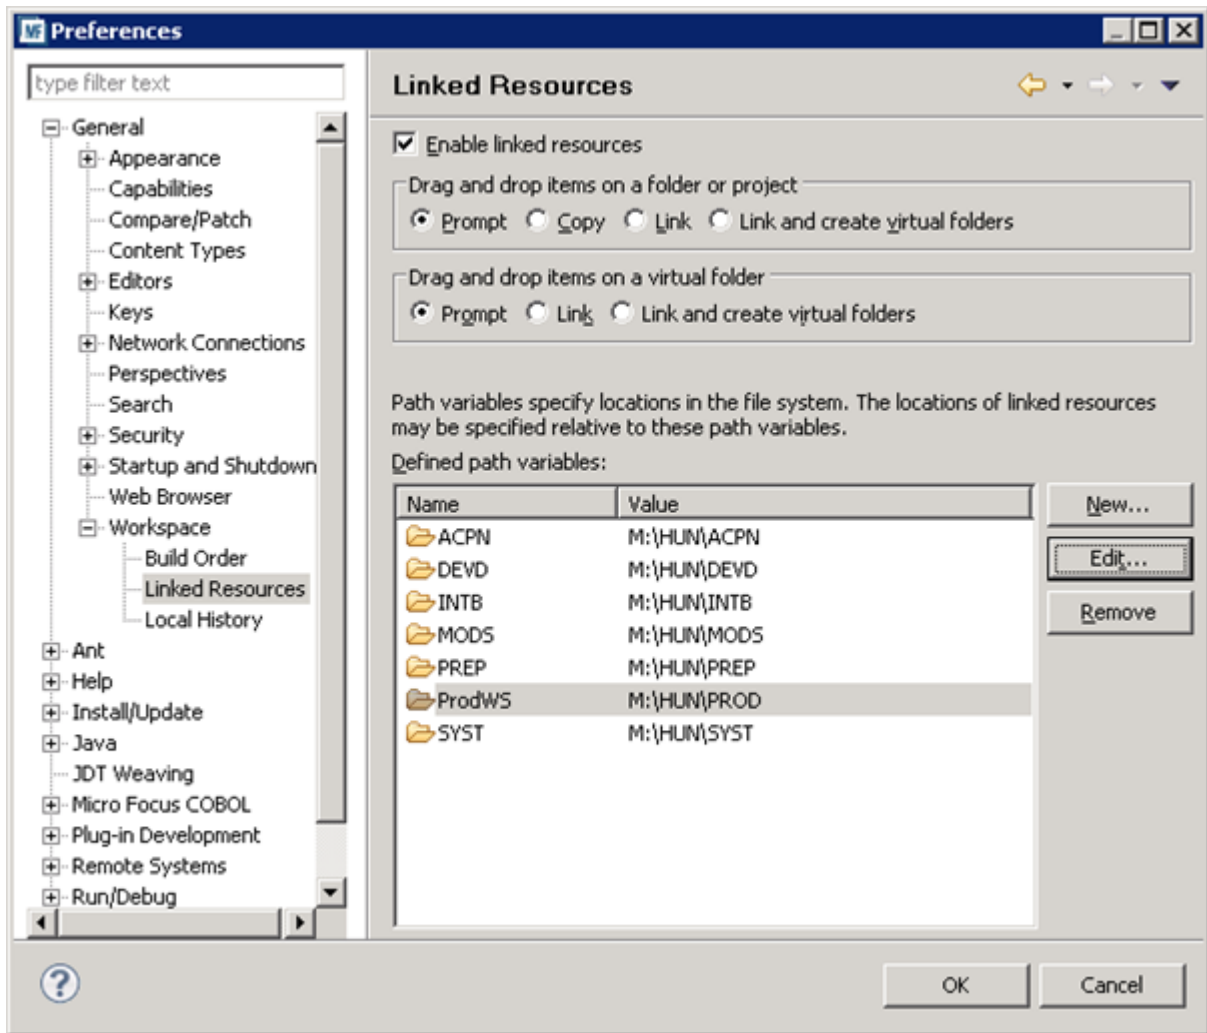 Preferences
type filter text
General
Appearance
Capabilities
Compare/Patch
Content Types
Editors
Keys
Network Connections
Perspectives
Search
Security
Startup and Shutdown
Web Browser
Workspace
Build Order
Linked Resources
Local History
Ant
Help
Install/Update
Java
JDT Weaving
Micro Focus COBOL
Plug-in Development
Remote Systems
Run/Debug
Linked Resources
Enable linked resources
Drag and drop items on a folder or project
Prompt Copy Link Link and create virtual folders
Drag and drop items on a virtual folder
Prompt Link Link and create virtual folders
Path variables specify locations in the file system. The locations of linked resources
may be specified relative to these path variables.
Defined path variables:
Name Value
ACPN M:\HUN\ACPN
DEVD M:\HUN\DEVD
INTB M:\HUN\INTB
MODS M:\HUN\MODS
PREP M:\HUN\PREP
ProdWS M:\HUN\PROD
SYST M:\HUN\SYST
New...
Edit...
Remove
?
OK Cancel